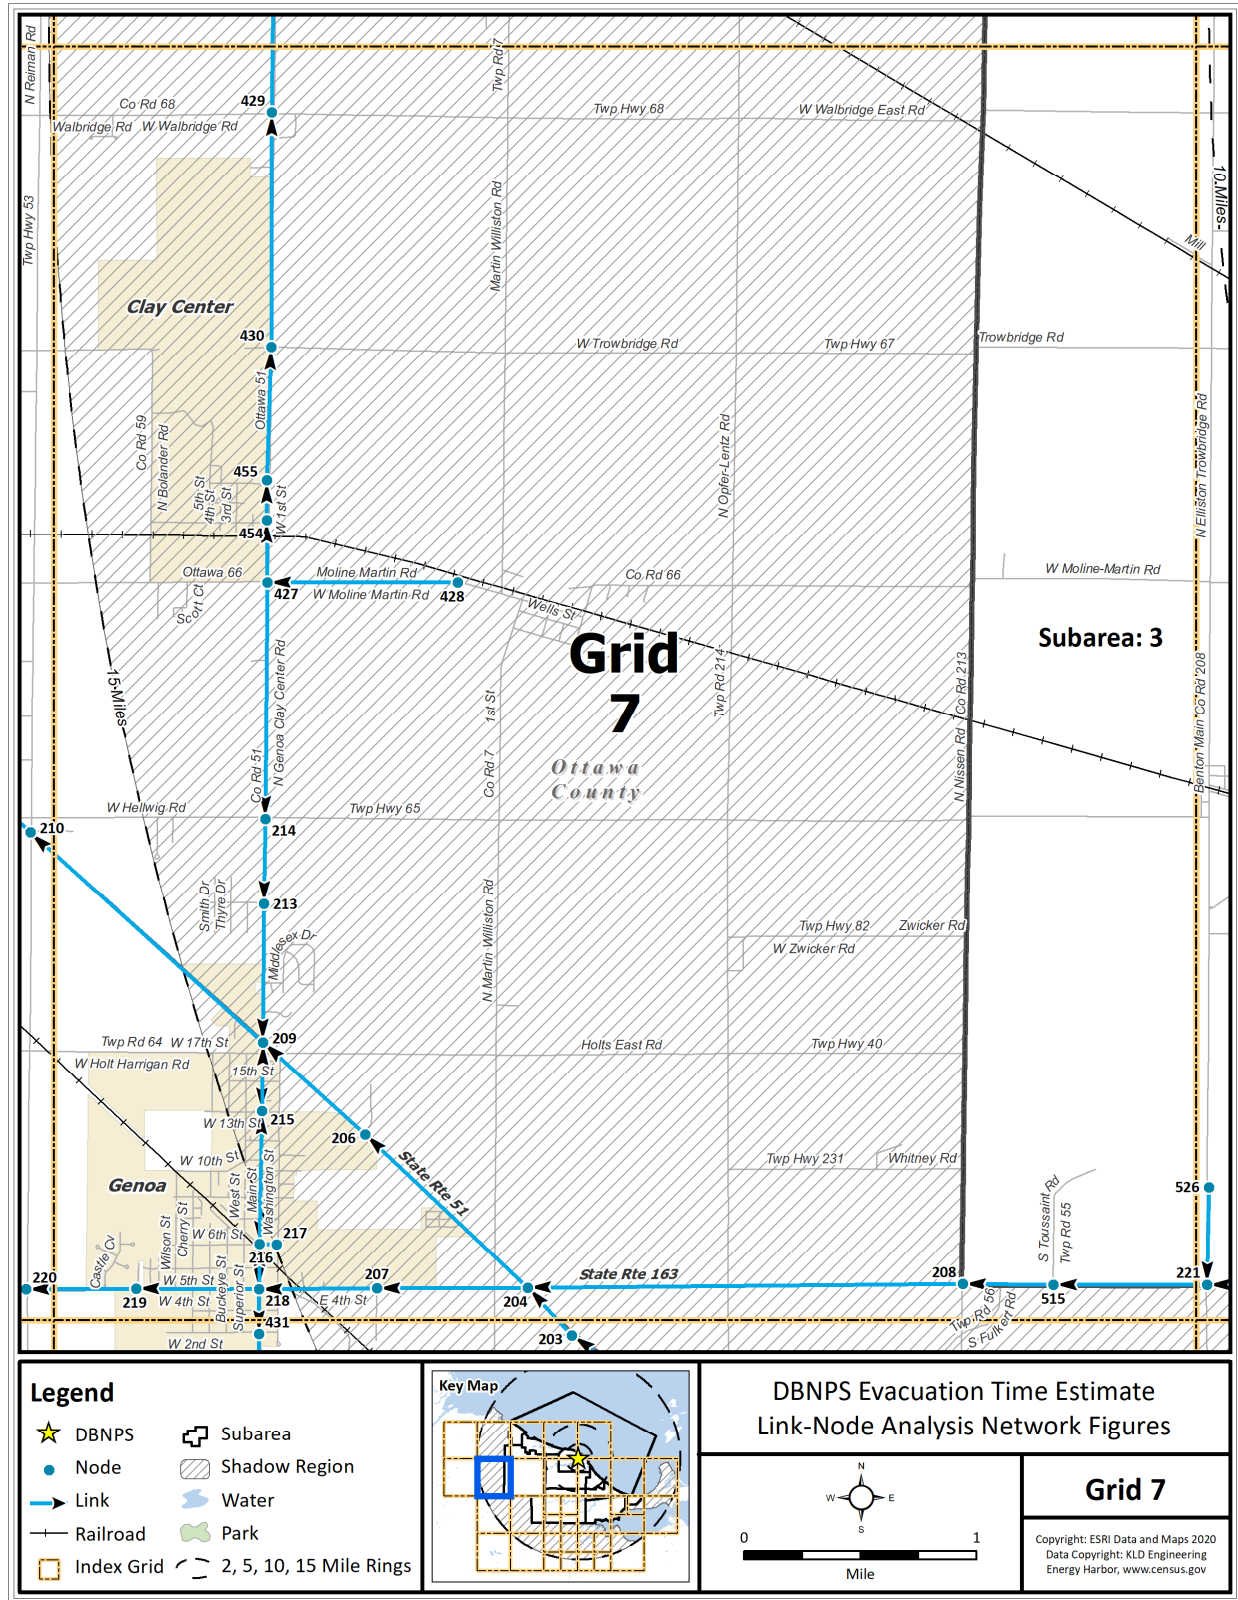 N Reiman Rd
Twp Rd 7
Co Rd 68
429
Twp Hwy 68
W Walbridge East Rd
Walbridge Rd
W Walbridge Rd
10 Miles
Twp Hwy 53
Martin Williston Rd
Mill
Clay Center
430
W Trowbridge Rd
Twp Hwy 67
Trowbridge Rd
Ottawa 51
Co Rd 59
N Bolander Rd
N Opfer-Lentz Rd
N Elliston Trowbridge Rd
455
5th St
4th St
3rd St
W 1st St
454
Ottawa 66
Moline Martin Rd
Co Rd 66
W Moline-Martin Rd
427
W Moline Martin Rd
428
Scott Ct
Wells St
Grid
7
Subarea: 3
15 Miles
N Genoa Clay Center Rd
1st St
Twp Rd 214
Co Rd 213
Benton Main Co Rd 208
Ottawa
County
Co Rd 51
Co Rd 7
N Nissen Rd
W Hellwig Rd
Twp Hwy 65
210
214
Smith Dr
Thyre Dr
213
N Martin Williston Rd
Twp Hwy 82
Zwicker Rd
W Zwicker Rd
Middlesex Dr
209
Twp Rd 64
W 17th St
Holts East Rd
Twp Hwy 40
W Holt Harrigan Rd
15th St
215
W 13th St
206
W 10th St
State Rte 51
Twp Hwy 231
Whitney Rd
Genoa
West St
Main St
Washington St
526
S Toussaint Rd
Twp Rd 55
Wilson St
Cherry St
W 6th St
217
216
Castle Cv
220
W 5th St
207
State Rte 163
208
221
219
W 4th St
Buckeye St
Superior St
218
E 4th St
204
515
431
Twp Rd 56
S Fulkert Rd
W 2nd St
203
Legend
DBNPS
Subarea
Node
Shadow Region
Link
Water
Railroad
Park
Index Grid
2, 5, 10, 15 Mile Rings
Key Map
DBNPS Evacuation Time Estimate
Link-Node Analysis Network Figures
N
W
E
S
0
1
Mile
Grid 7
Copyright: ESRI Data and Maps 2020
Data Copyright: KLD Engineering
Energy Harbor, www.census.gov